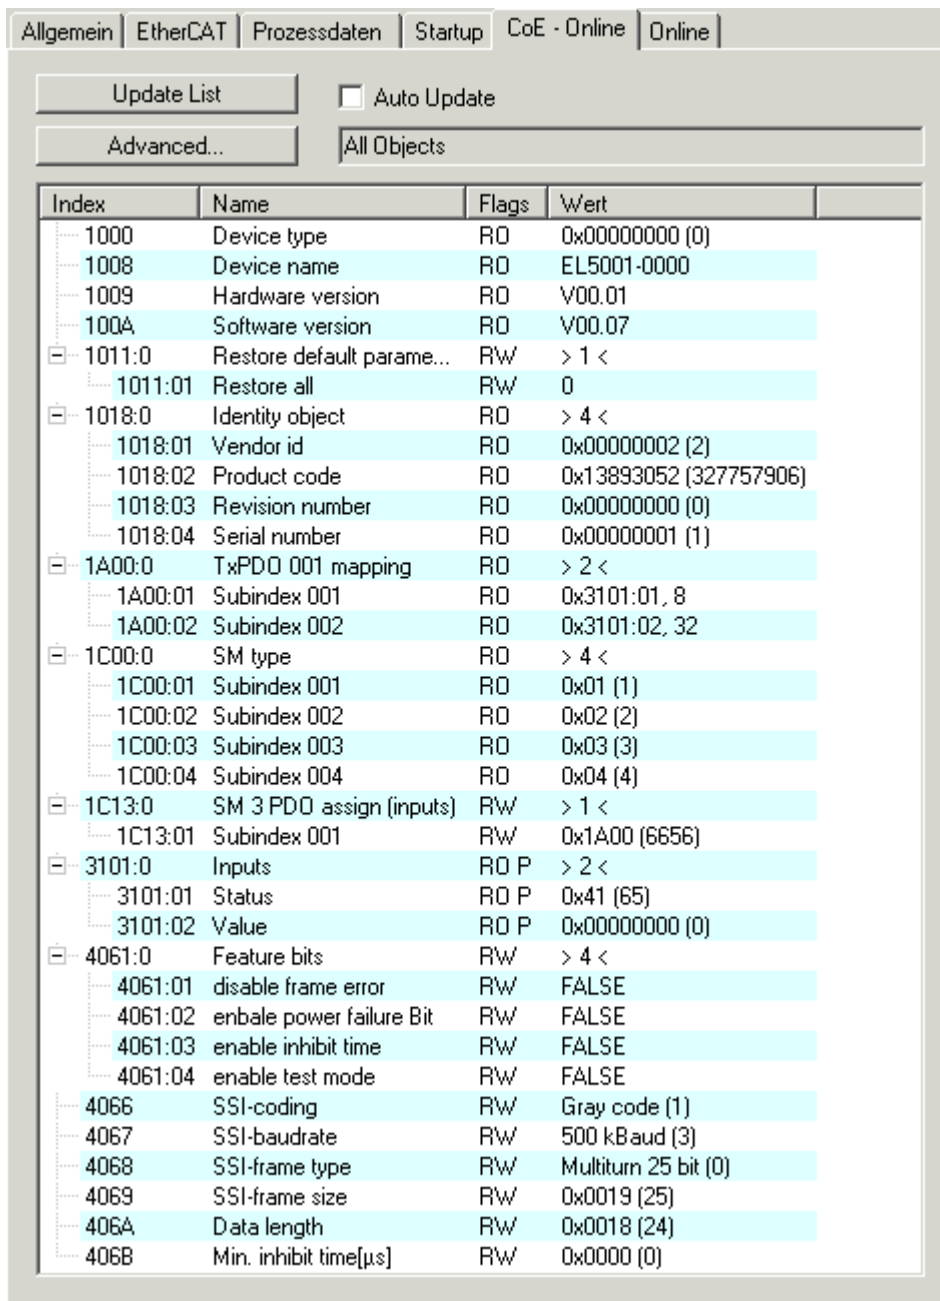 Allgemein EtherCAT Prozessdaten Startup CoE - Online Online
Update List Auto Update
Advanced... All Objects
Index Name Flags Wert
1000 Device type RO 0x00000000 (0)
1008 Device name RO EL5001-0000
1009 Hardware version RO V00.01
100A Software version RO V00.07
1011:0 Restore default parame... RW > 1 <
1011:01 Restore all RW 0
1018:0 Identity object RO > 4 <
1018:01 Vendor id RO 0x00000002 (2)
1018:02 Product code RO 0x13893052 (327757906)
1018:03 Revision number RO 0x00000000 (0)
1018:04 Serial number RO 0x00000001 (1)
1A00:0 TxPDO 001 mapping RO > 2 <
1A00:01 Subindex 001 RO 0x3101:01, 8
1A00:02 Subindex 002 RO 0x3101:02, 32
1C00:0 SM type RO > 4 <
1C00:01 Subindex 001 RO 0x01 (1)
1C00:02 Subindex 002 RO 0x02 (2)
1C00:03 Subindex 003 RO 0x03 (3)
1C00:04 Subindex 004 RO 0x04 (4)
1C13:0 SM 3 PDO assign (inputs) RW > 1 <
1C13:01 Subindex 001 RW 0x1A00 (6656)
3101:0 Inputs RO P > 2 <
3101:01 Status RO P 0x41 (65)
3101:02 Value RO P 0x00000000 (0)
4061:0 Feature bits RW > 4 <
4061:01 disable frame error RW FALSE
4061:02 enbale power failure Bit RW FALSE
4061:03 enable inhibit time RW FALSE
4061:04 enable test mode RW FALSE
4066 SSI-coding RW Gray code (1)
4067 SSI-baudrate RW 500 kBaud (3)
4068 SSI-frame type RW Multiturn 25 bit (0)
4069 SSI-frame size RW 0x0019 (25)
406A Data length RW 0x0018 (24)
406B Min. inhibit time[µs] RW 0x0000 (0)